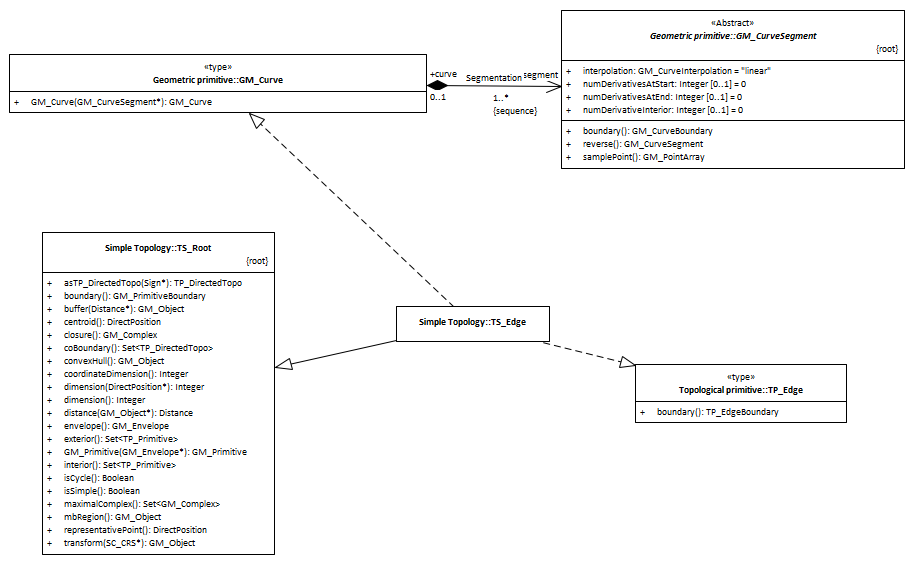 «type»
Geometric primitive::GM_Curve
+ GM_Curve(GM_CurveSegment*): GM_Curve
+curve
0..1
Segmentation
+segment
1..*
{sequence}
«Abstract»
Geometric primitive::GM_CurveSegment
{root}
+ interpolation: GM_CurveInterpolation = "linear"
+ numDerivativesAtStart: Integer [0..1] = 0
+ numDerivativesAtEnd: Integer [0..1] = 0
+ numDerivativeInterior: Integer [0..1] = 0
+ boundary(): GM_CurveBoundary
+ reverse(): GM_CurveSegment
+ samplePoint(): GM_PointArray
Simple Topology::TS_Root
{root}
+ asTP_DirectedTopo(Sign*): TP_DirectedTopo
+ boundary(): GM_PrimitiveBoundary
+ buffer(Distance*): GM_Object
+ centroid(): DirectPosition
+ closure(): GM_Complex
+ coBoundary(): Set<TP_DirectedTopo>
+ convexHull(): GM_Object
+ coordinateDimension(): Integer
+ dimension(DirectPosition*): Integer
+ dimension(): Integer
+ distance(GM_Object*): Distance
+ envelope(): GM_Envelope
+ exterior(): Set<TP_Primitive>
+ GM_Primitive(GM_Envelope*): GM_Primitive
+ interior(): Set<TP_Primitive>
+ isCycle(): Boolean
+ isSimple(): Boolean
+ maximalComplex(): Set<GM_Complex>
+ mbRegion(): GM_Object
+ representativePoint(): DirectPosition
+ transform(SC_CRS*): GM_Object
Simple Topology::TS_Edge
«type»
Topological primitive::TP_Edge
+ boundary(): TP_EdgeBoundary